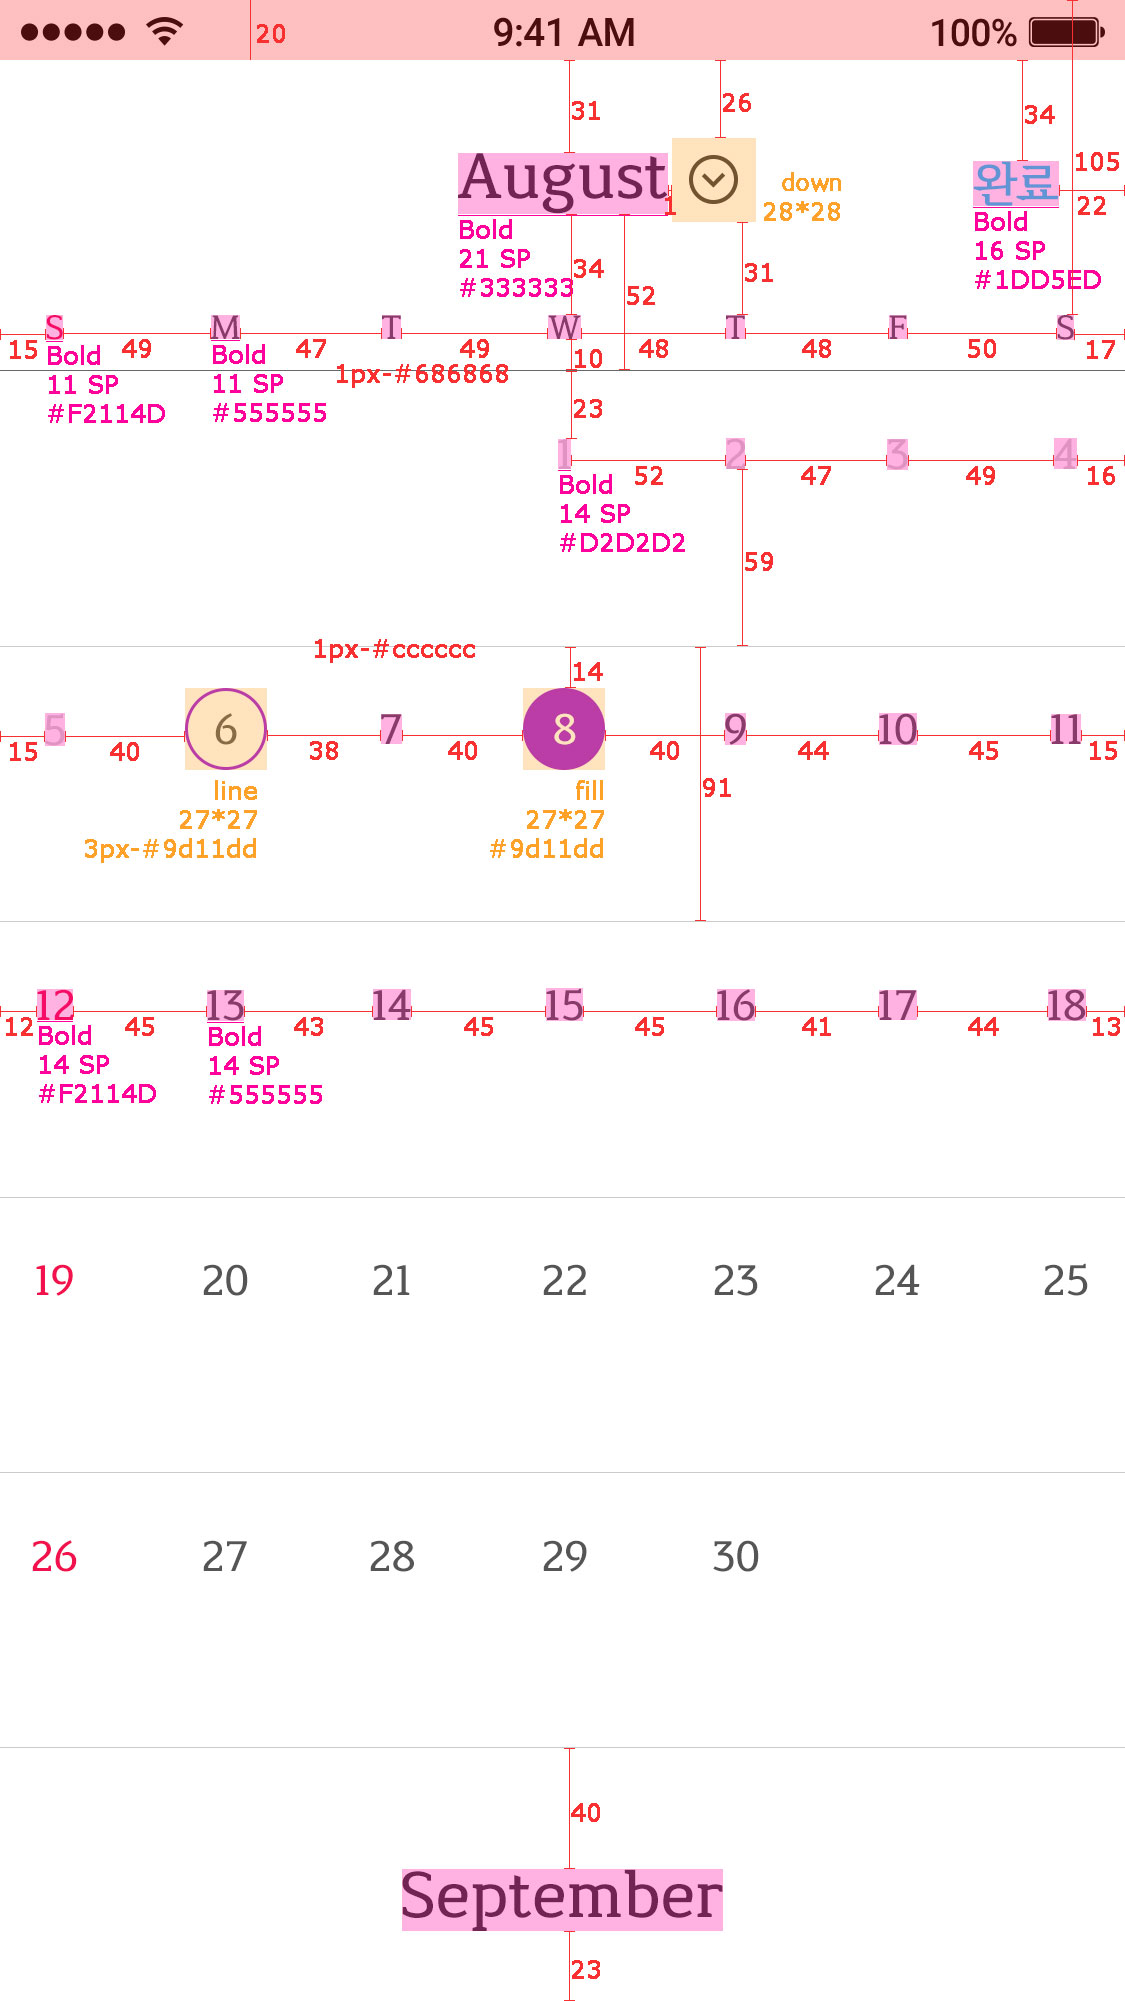 20 9:41 AM 100%
31 26 34
105
August down 완료
1 28*28 22
Bold Bold
21 SP 16 SP
#333333 #1DD5ED
34 52 31
S M T W T F S
15 49 47 49 48 48 50 17
Bold Bold 10
11 SP 11 SP 1px-#686868
#F2114D #555555 23
1 2 3 4
52 47 49 16
Bold
14 SP
#D2D2D2
59
1px-#cccccc
14
5 6 7 8 9 10 11
15 40 38 40 40 44 45 15
91
line fill
27*27 27*27
3px-#9d11dd #9d11dd
12 13 14 15 16 17 18
12 45 43 45 45 41 44 13
Bold Bold
14 SP 14 SP
#F2114D #555555
19 20 21 22 23 24 25
26 27 28 29 30
40
September
23